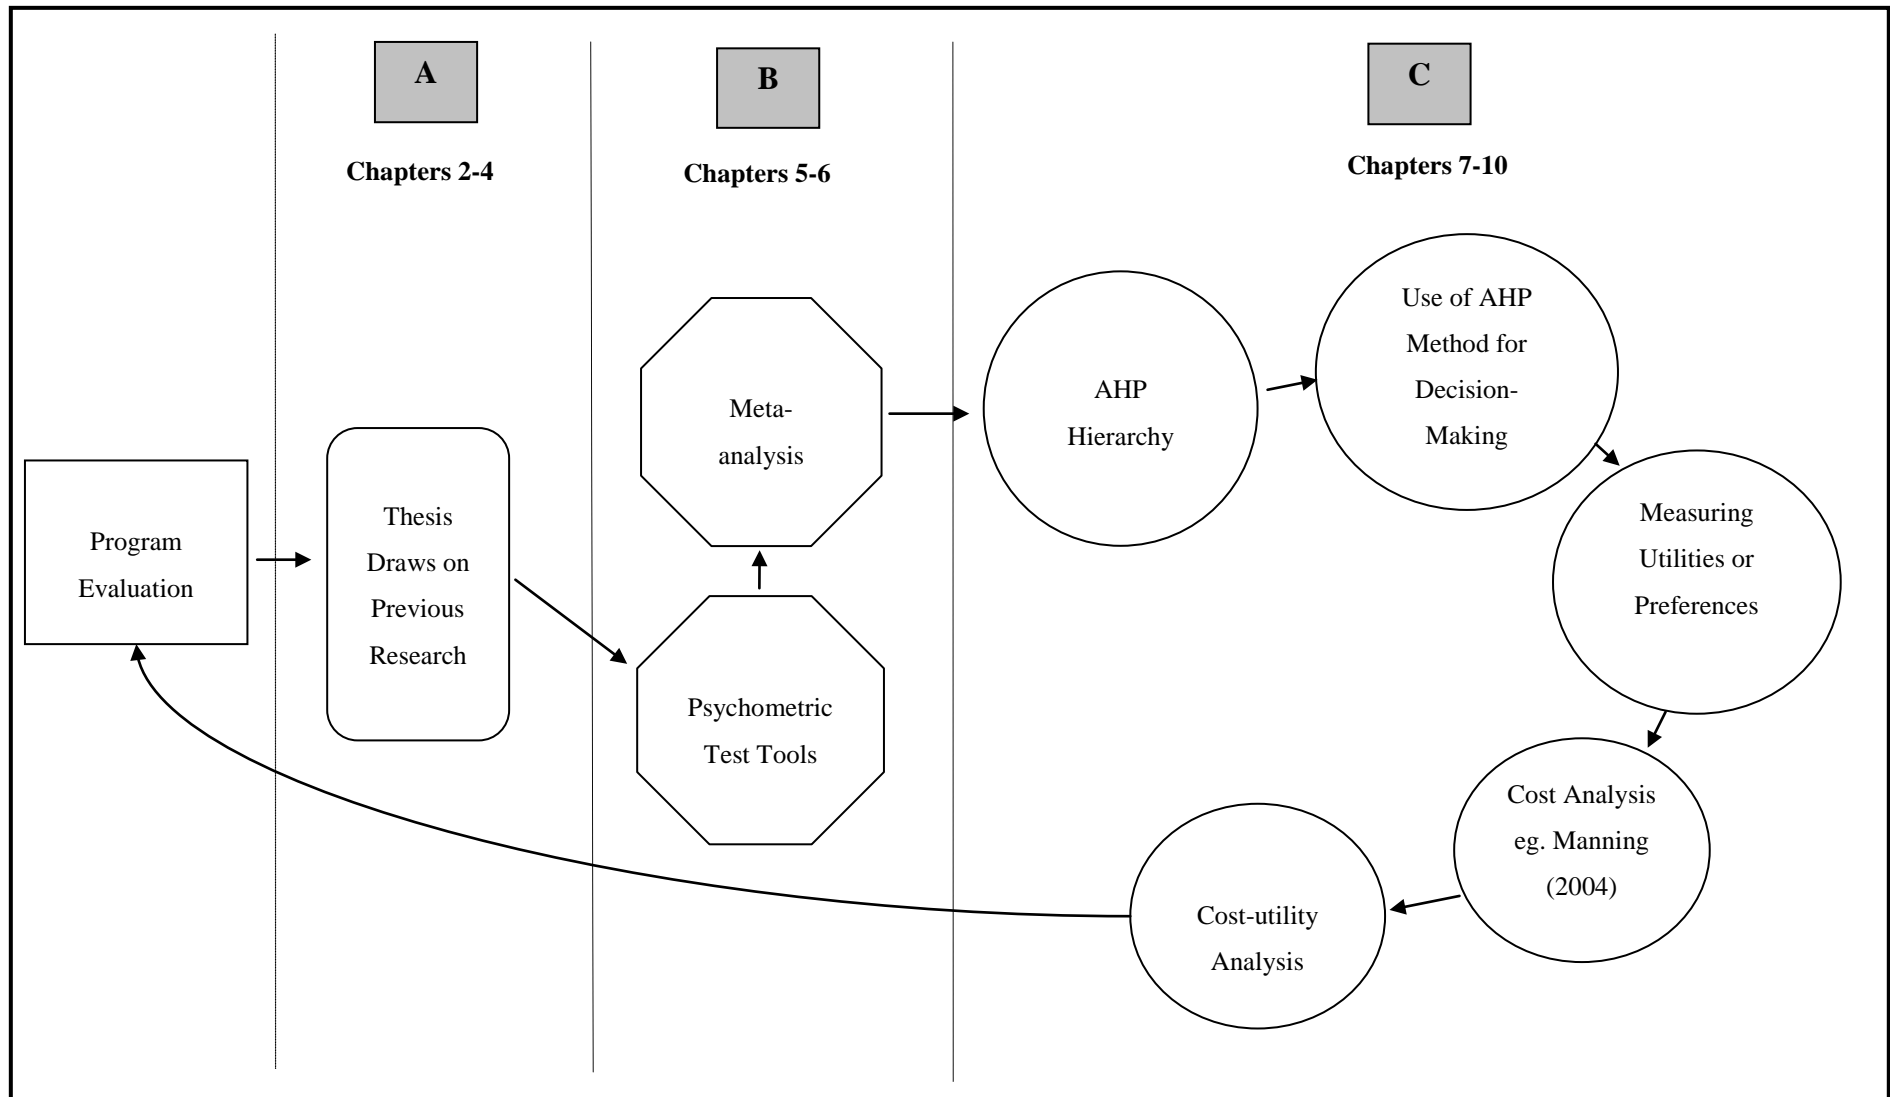 A
Chapters 2-4
B
Chapters 5-6
C
Chapters 7-10
Program
Evaluation
Thesis
Draws on
Previous
Research
Meta-
analysis
Psychometric
Test Tools
AHP
Hierarchy
Use of AHP
Method for
Decision-
Making
Measuring
Utilities or
Preferences
Cost Analysis
eg. Manning
(2004)
Cost-utility
Analysis